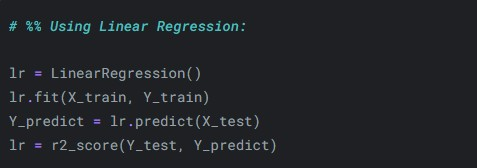 # %% Using Linear Regression:
lr = LinearRegression()
lr.fit(X_train, Y_train)
Y_predict = lr.predict(X_test)
lr = r2_score(Y_test, Y_predict)